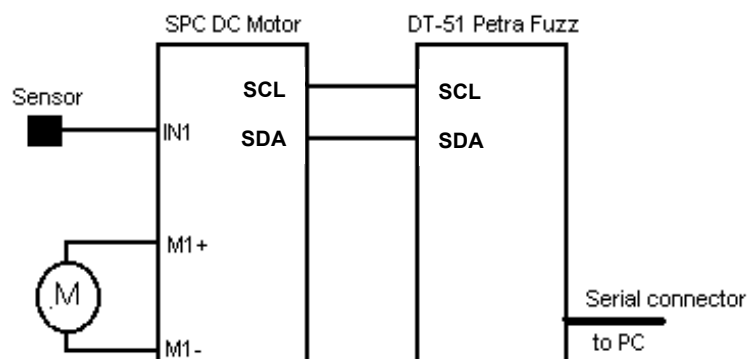 SPC DC Motor
DT-51 Petra Fuzz
Sensor
SCL
SCL
IN1
SDA
SDA
M1+
.M
M1-
Serial connector
to PC